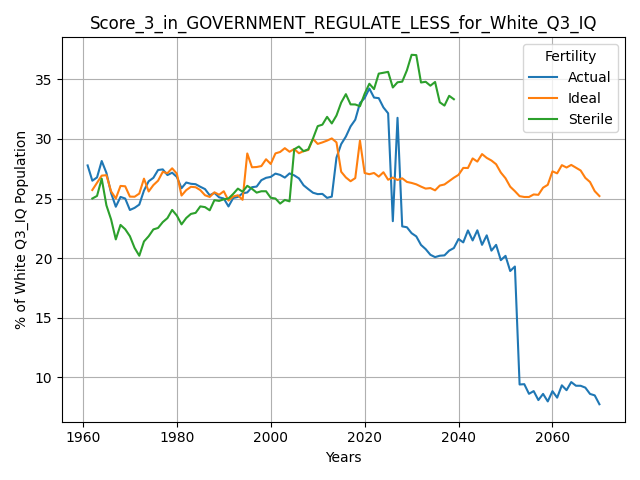 Score_3_in_GOVERNMENT_REGULATE_LESS_for_White_Q3_IQ
Fertility
Actual
Ideal
Sterile
% of White Q3_IQ Population
35
30
25
20
15
10
1960
1980
2000
2020
2040
2060
Years